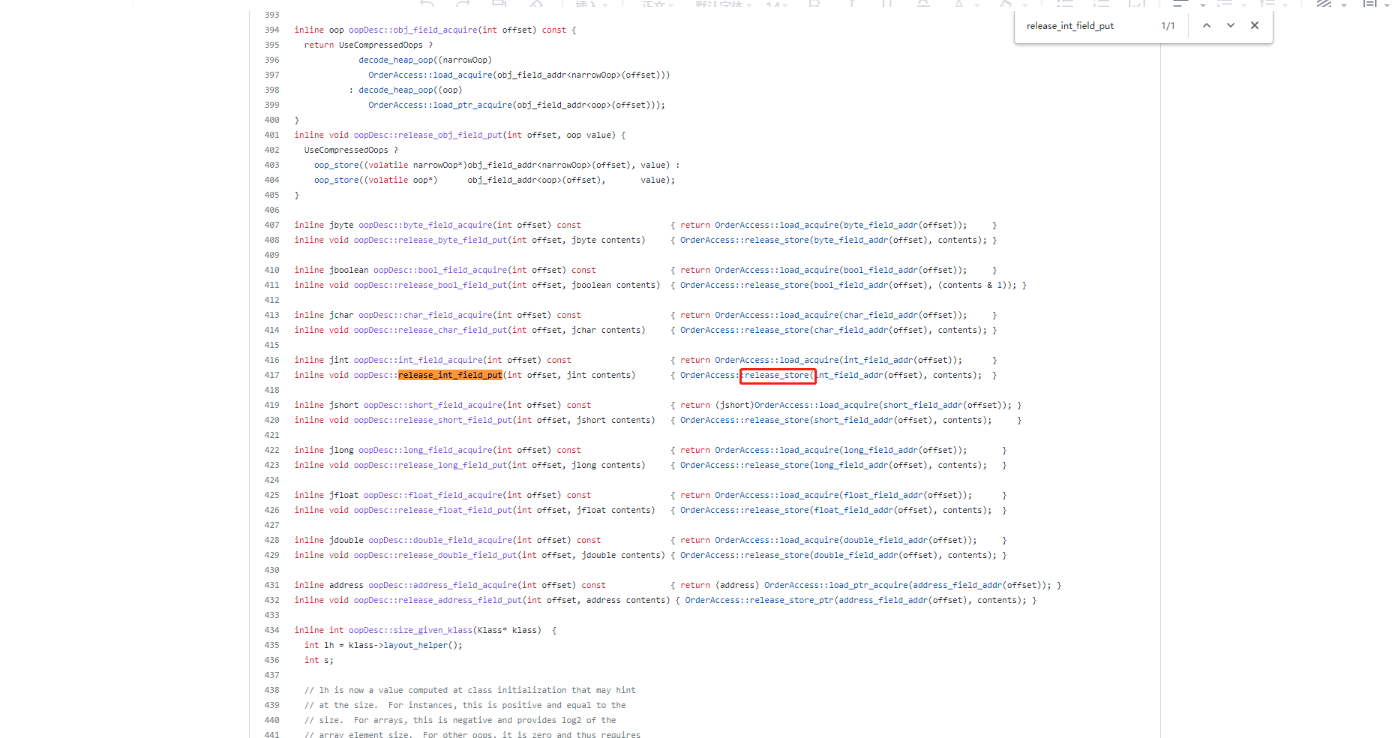 插入 正文 默认字体 14
release_int_field_put 1/1
393
394 inline oop oopDesc::obj_field_acquire(int offset) const {
395 return UseCompressedOops ?
396 decode_heap_oop((narrowOop)
397 OrderAccess::load_acquire(obj_field_addr<narrowOop>(offset)))
398 : decode_heap_oop((oop)
399 OrderAccess::load_ptr_acquire(obj_field_addr<oop>(offset)));
400 }
401 inline void oopDesc::release_obj_field_put(int offset, oop value) {
402 UseCompressedOops ?
403 oop_store((volatile narrowOop*)obj_field_addr<narrowOop>(offset), value) :
404 oop_store((volatile oop*) obj_field_addr<oop>(offset), value);
405 }
406
407 inline jbyte oopDesc::byte_field_acquire(int offset) const { return OrderAccess::load_acquire(byte_field_addr(offset)); }
408 inline void oopDesc::release_byte_field_put(int offset, jbyte contents) { OrderAccess::release_store(byte_field_addr(offset), contents); }
409
410 inline jboolean oopDesc::bool_field_acquire(int offset) const { return OrderAccess::load_acquire(bool_field_addr(offset)); }
411 inline void oopDesc::release_bool_field_put(int offset, jboolean contents) { OrderAccess::release_store(bool_field_addr(offset), (contents & 1)); }
412
413 inline jchar oopDesc::char_field_acquire(int offset) const { return OrderAccess::load_acquire(char_field_addr(offset)); }
414 inline void oopDesc::release_char_field_put(int offset, jchar contents) { OrderAccess::release_store(char_field_addr(offset), contents); }
415
416 inline jint oopDesc::int_field_acquire(int offset) const { return OrderAccess::load_acquire(int_field_addr(offset)); }
417 inline void oopDesc::release_int_field_put(int offset, jint contents) { OrderAccess::release_store(int_field_addr(offset), contents); }
418
419 inline jshort oopDesc::short_field_acquire(int offset) const { return (jshort)OrderAccess::load_acquire(short_field_addr(offset)); }
420 inline void oopDesc::release_short_field_put(int offset, jshort contents) { OrderAccess::release_store(short_field_addr(offset), contents); }
421
422 inline jlong oopDesc::long_field_acquire(int offset) const { return OrderAccess::load_acquire(long_field_addr(offset)); }
423 inline void oopDesc::release_long_field_put(int offset, jlong contents) { OrderAccess::release_store(long_field_addr(offset), contents); }
424
425 inline jfloat oopDesc::float_field_acquire(int offset) const { return OrderAccess::load_acquire(float_field_addr(offset)); }
426 inline void oopDesc::release_float_field_put(int offset, jfloat contents) { OrderAccess::release_store(float_field_addr(offset), contents); }
427
428 inline jdouble oopDesc::double_field_acquire(int offset) const { return OrderAccess::load_acquire(double_field_addr(offset)); }
429 inline void oopDesc::release_double_field_put(int offset, jdouble contents) { OrderAccess::release_store(double_field_addr(offset), contents); }
430
431 inline address oopDesc::address_field_acquire(int offset) const { return (address) OrderAccess::load_ptr_acquire(address_field_addr(offset)); }
432 inline void oopDesc::release_address_field_put(int offset, address contents) { OrderAccess::release_store_ptr(address_field_addr(offset), contents); }
433
434 inline int oopDesc::size_given_klass(Klass* klass) {
435 int lh = klass->layout_helper();
436 int s;
437
438 // lh is now a value computed at class initialization that may hint
439 // at the size. For instances, this is positive and equal to the
440 // size. For arrays, this is negative and provides log2 of the
441 // array element size. For other oops, it is zero and thus requires